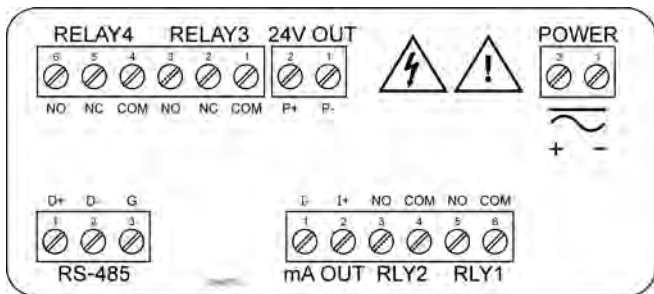 RELAY4 RELAY3 24V OUT POWER
6 5 4 3 2 1 2 1 2 1
NO NC COM NO NC COM P+ P-
+ -
D+ D- G I- I+ NO COM NO COM
1 2 3 1 2 3 4 5 6
RS-485 mA OUT RLY2 RLY1